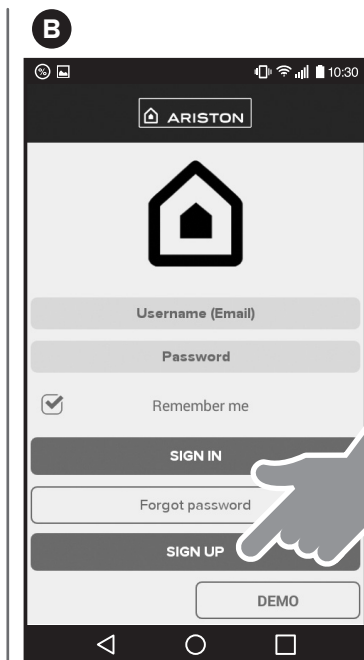 B
10:30
ARISTON
Username (Email)
Password
Remember me
SIGN IN
Forgot password
SIGN UP
DEMO